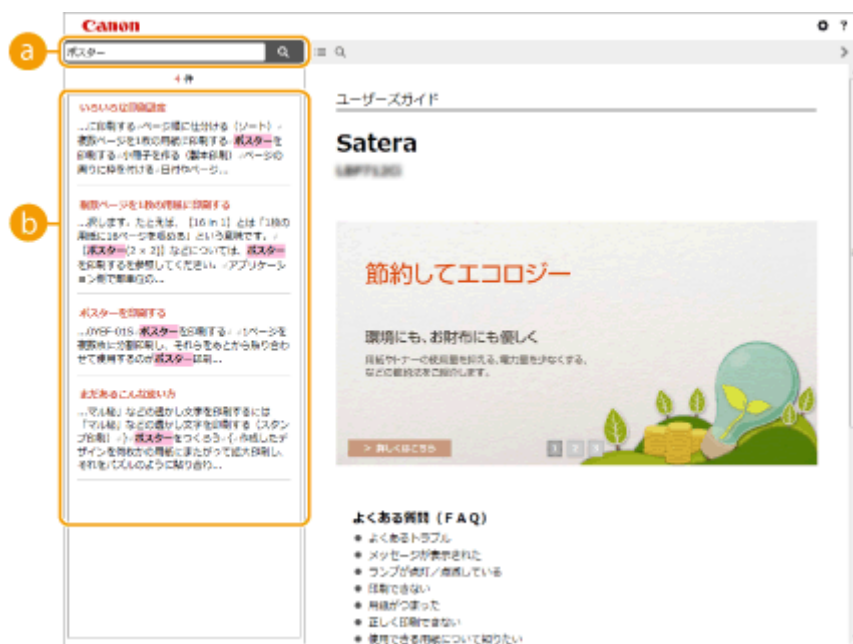 Canon
?
a
ポスター
4 件
b
いろいろな印刷設定
...に印刷する ページ順に仕分ける（ソート）
複数ページを1枚の用紙に印刷する ポスターを
印刷する 小冊子を作る（製本印刷） ページの
周りに枠を付ける 日付やページ...
複数ページを1枚の用紙に印刷する
...択します。たとえば、[16 in 1] とは「1枚の
用紙に16ページを収める」という意味です。
[ポスター(2 x 2)] などについては、ポスター
を印刷するを参照してください。 アプリケーシ
ョン側で部単位の...
ポスターを印刷する
...ポスターを印刷する 1ページを
複数枚に分割印刷し、それらをあとから貼り合わ
せて使用するのがポスター印刷...
まだあるこんな使い方
...マル秘」などの透かし文字を印刷するには
「マル秘」などの透かし文字を印刷する（スタン
プ印刷） ポスターをつくろう 作成したデ
ザインを何枚かの用紙にまたがって拡大印刷し、
それをパズルのように貼り合わ...
ユーザーズガイド
Satera
節約してエコロジー
環境にも、お財布にも優しく
用紙やトナーの使用量を抑える、電力量を少なくする、
などの節約法をご紹介します。
> 詳しくはこちら
1 2 3
よくある質問（FAQ）
● よくあるトラブル
● メッセージが表示された
● ランプが点灯／点滅している
● 印刷できない
● 用紙がつまった
● 正しく印刷できない
● 使用できる用紙について知りたい